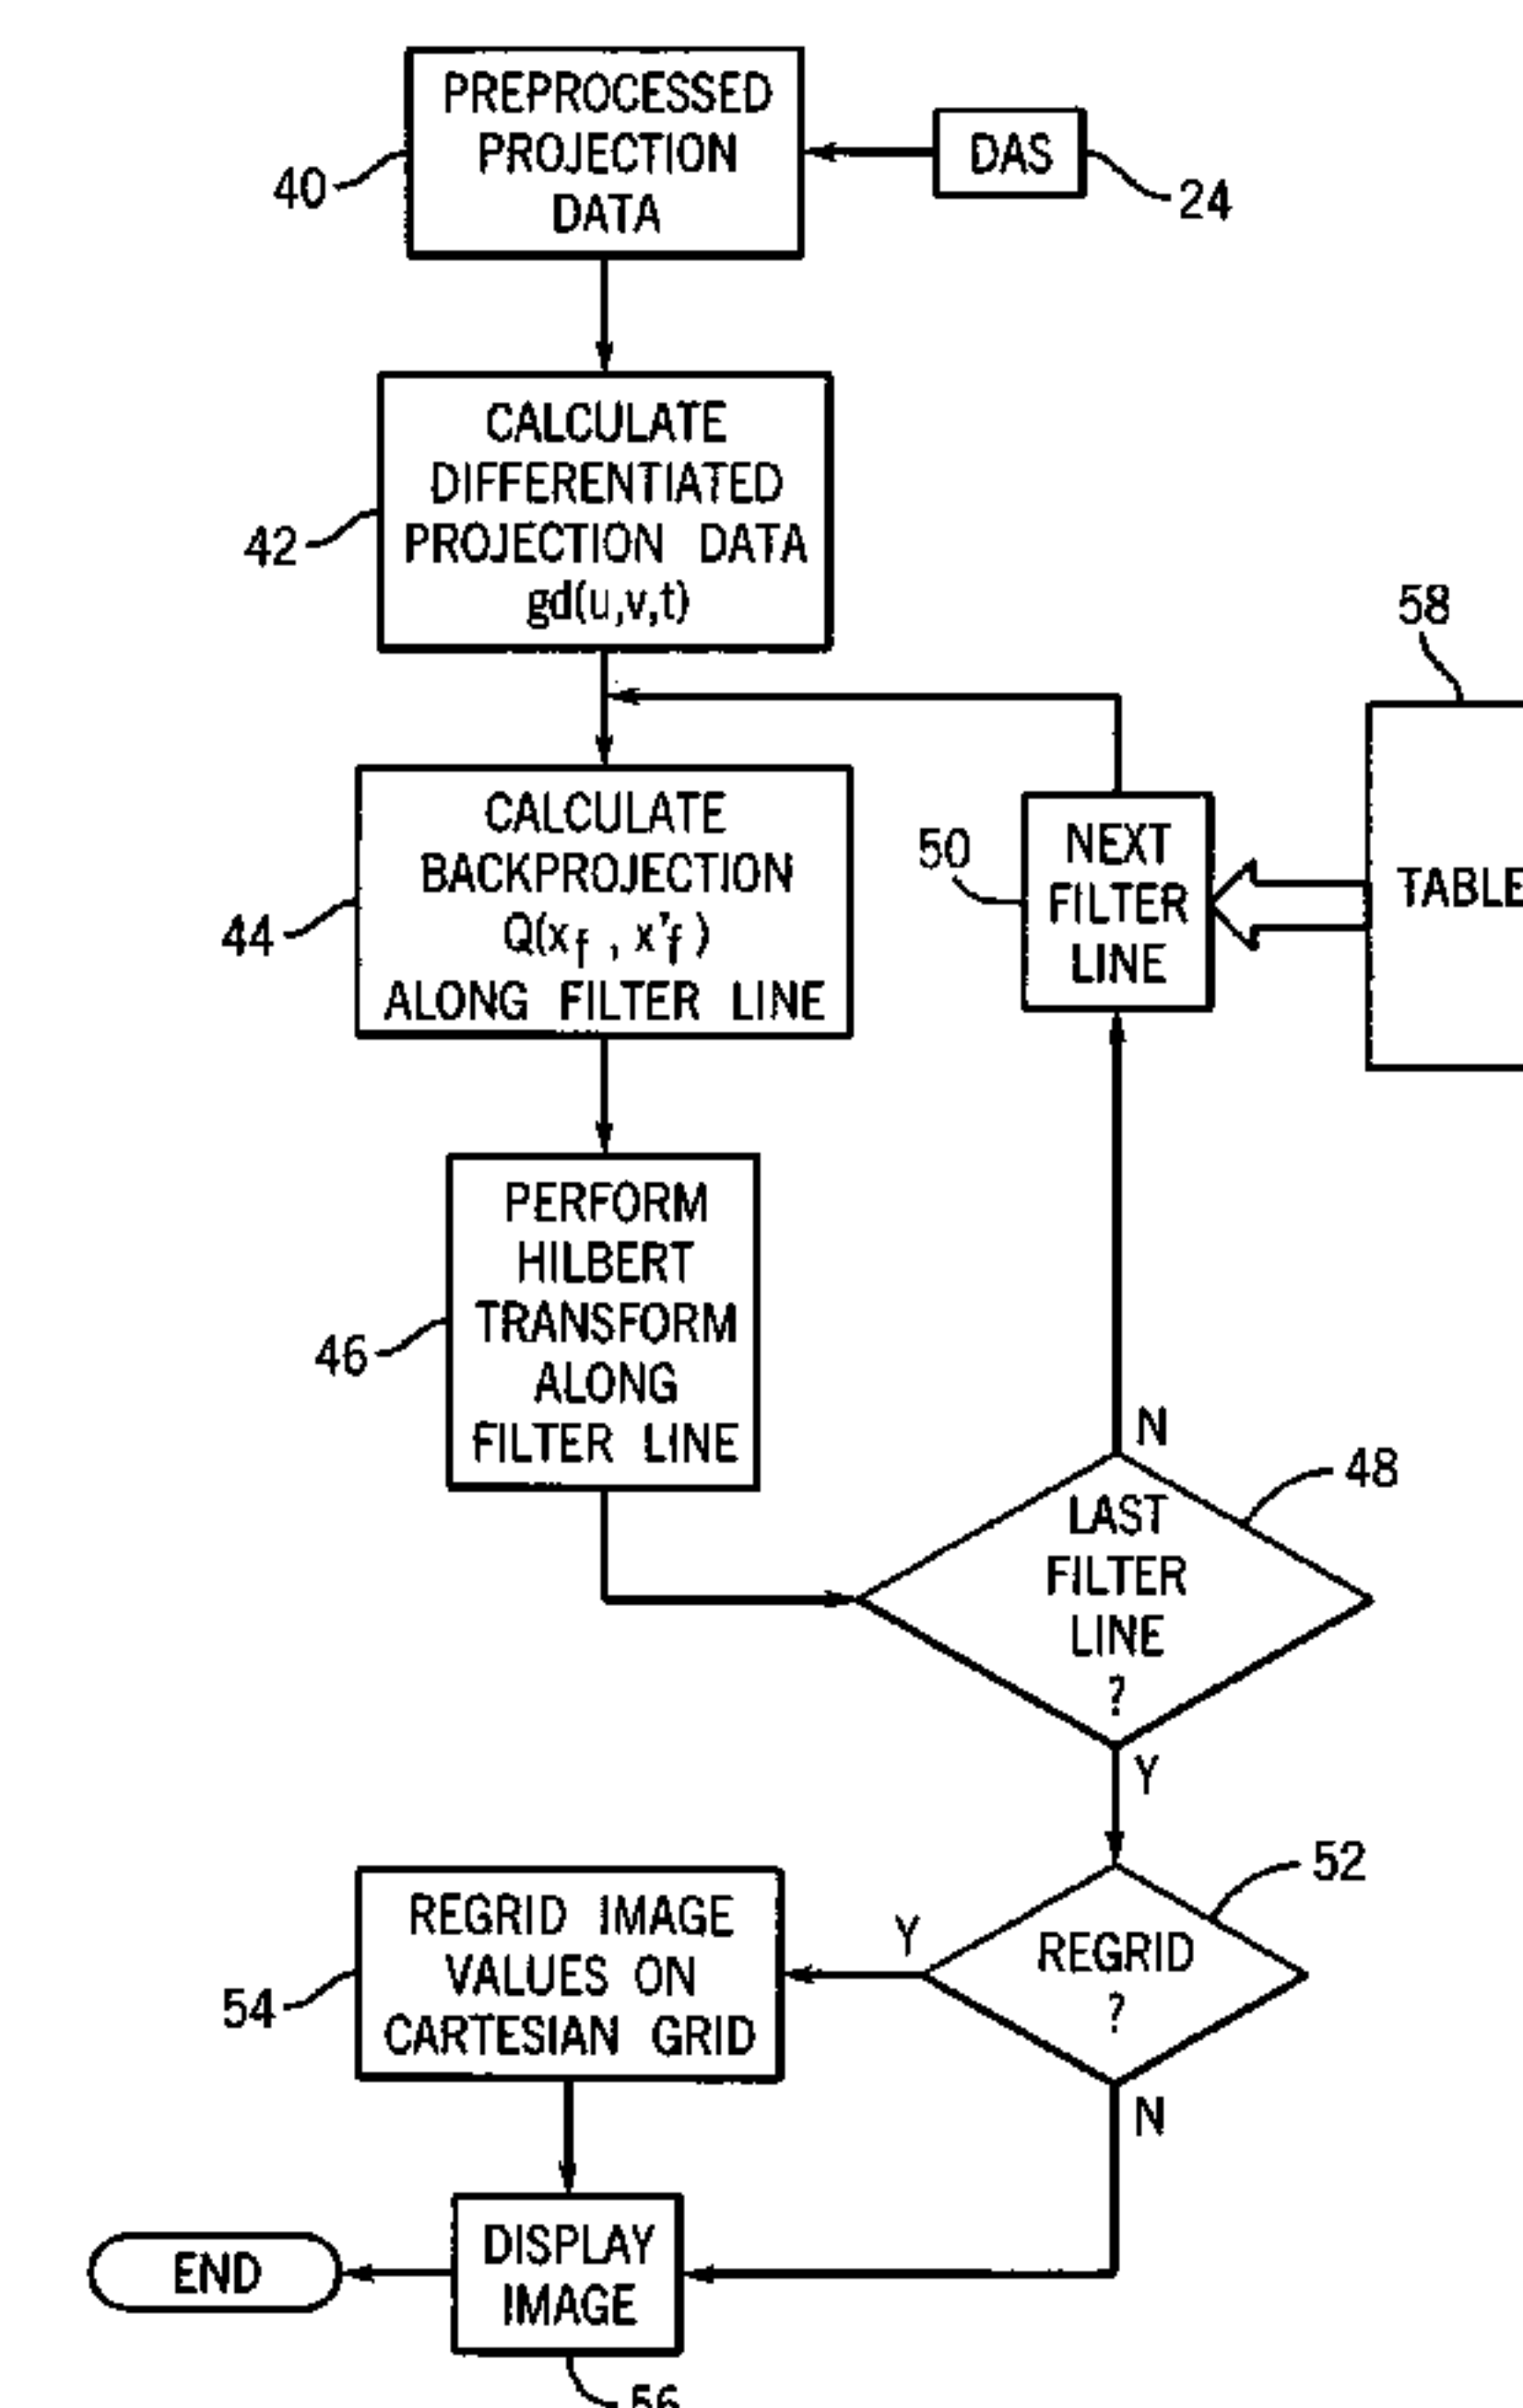 PREPROCESSED
PROJECTION
DATA
40
DAS
24
CALCULATE
DIFFERENTIATED
PROJECTION DATA
gd(u,v,t)
42
58
CALCULATE
BACKPROJECTION
Q(xf , x'f )
ALONG FILTER LINE
44
50
NEXT
FILTER
LINE
TABLE
PERFORM
HILBERT
TRANSFORM
ALONG
FILTER LINE
46
N
48
LAST
FILTER
LINE
?
Y
52
REGRID
?
Y
N
REGRID IMAGE
VALUES ON
CARTESIAN GRID
54
DISPLAY
IMAGE
END
56